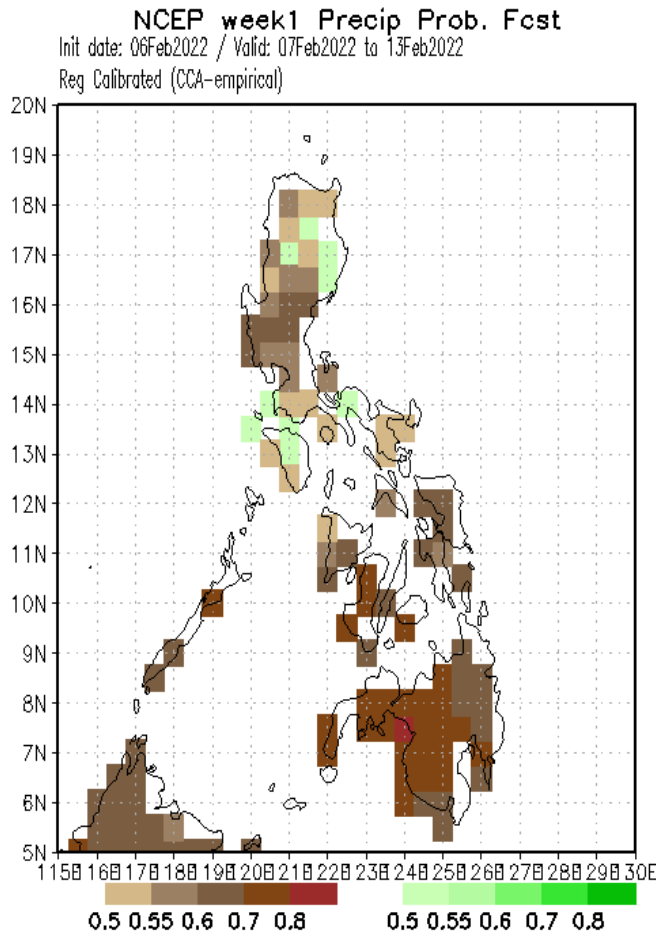 NCEP week1 Precip Prob. Fcst
Init date: 06Feb2022 / Valid: 07Feb2022 to 13Feb2022
Reg Calibrated (CCA-empirical)
20N
19N
18N
17N
16N
15N
14N
13N
12N
11N
10N
9N
8N
7N
6N
5N
115E 116E 117E 118E 119E 120E 121E 122E 123E 124E 125E 126E 127E 128E 129E 130E
0.5 0.55 0.6 0.7 0.8 0.5 0.55 0.6 0.7 0.8